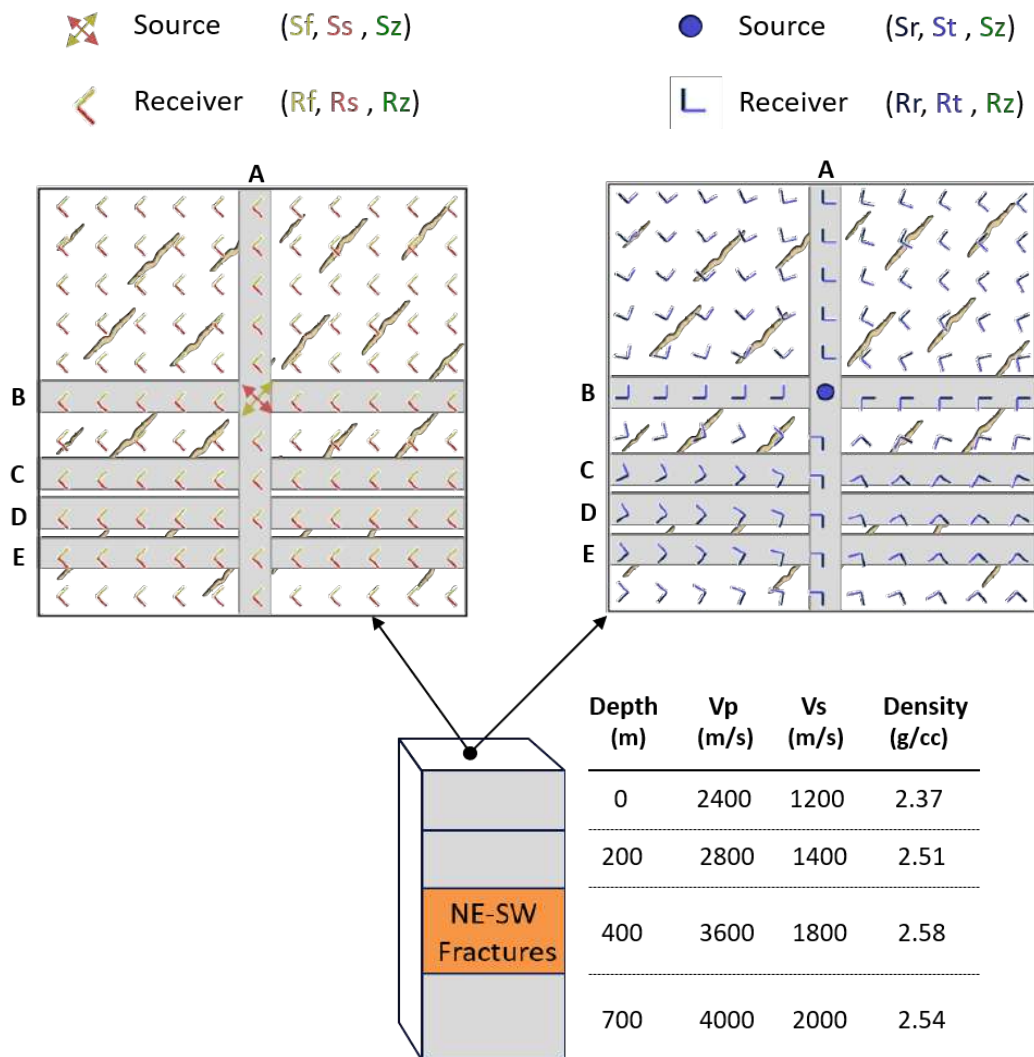 Source (Sf, Ss , Sz)
Source (Sr, St , Sz)
Receiver (Rf, Rs , Rz)
Receiver (Rr, Rt , Rz)
A
A
B
B
C
C
D
D
E
E
Depth Vp Vs Density
(m) (m/s) (m/s) (g/cc)
0 2400 1200 2.37
200 2800 1400 2.51
NE-SW
Fractures
400 3600 1800 2.58
700 4000 2000 2.54